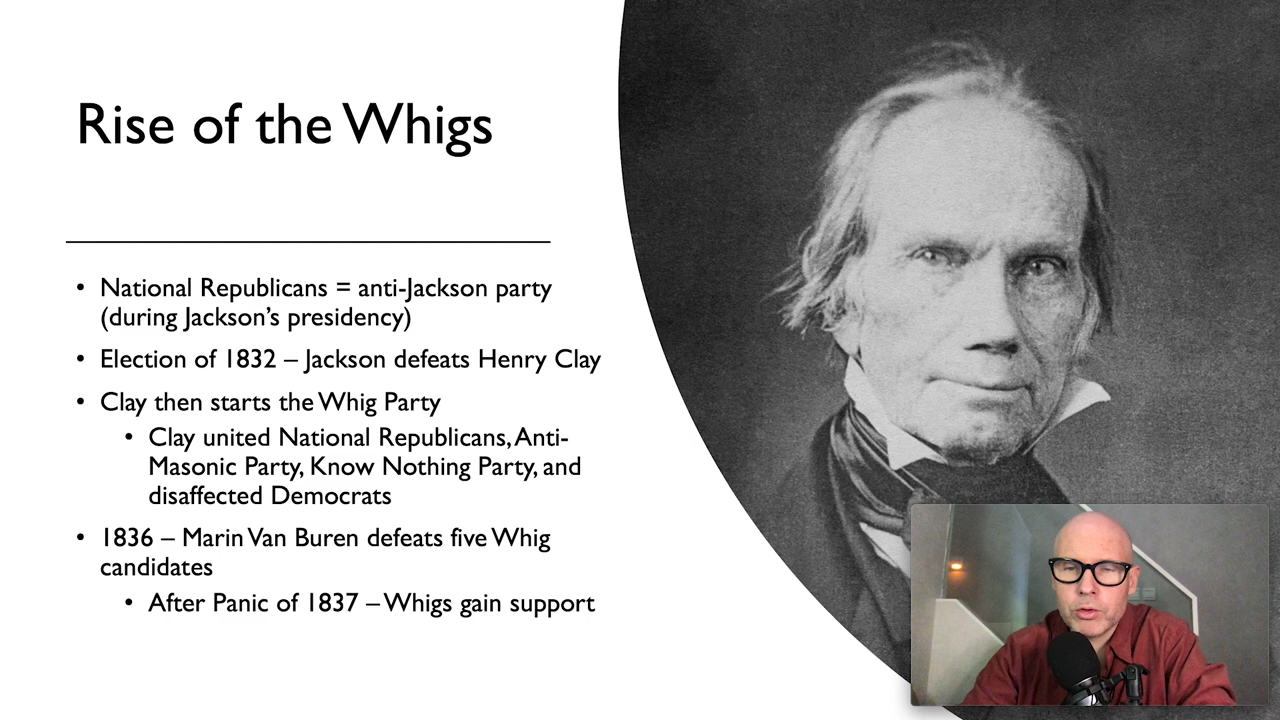 Rise of the Whigs
• National Republicans = anti-Jackson party
(during Jackson's presidency)
• Election of 1832 – Jackson defeats Henry Clay
• Clay then starts the Whig Party
• Clay united National Republicans, Anti-
Masonic Party, Know Nothing Party, and
disaffected Democrats
• 1836 – Marin Van Buren defeats five Whig
candidates
• After Panic of 1837 – Whigs gain support